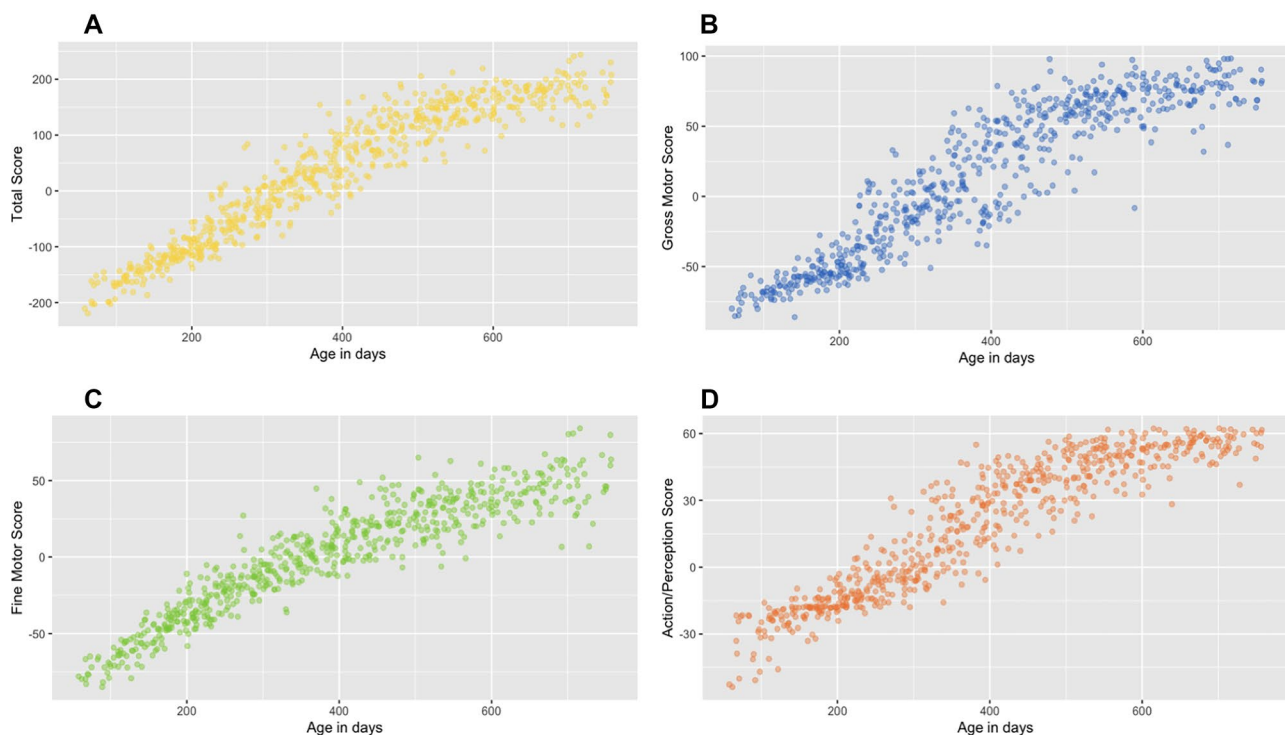 A
Total Score
200
100
0
-100
-200
200
400
600
Age in days
B
Gross Motor Score
100
50
0
-50
200
400
600
Age in days
C
Fine Motor Score
50
0
-50
200
400
600
Age in days
D
Action/Perception Score
60
30
0
-30
200
400
600
Age in days